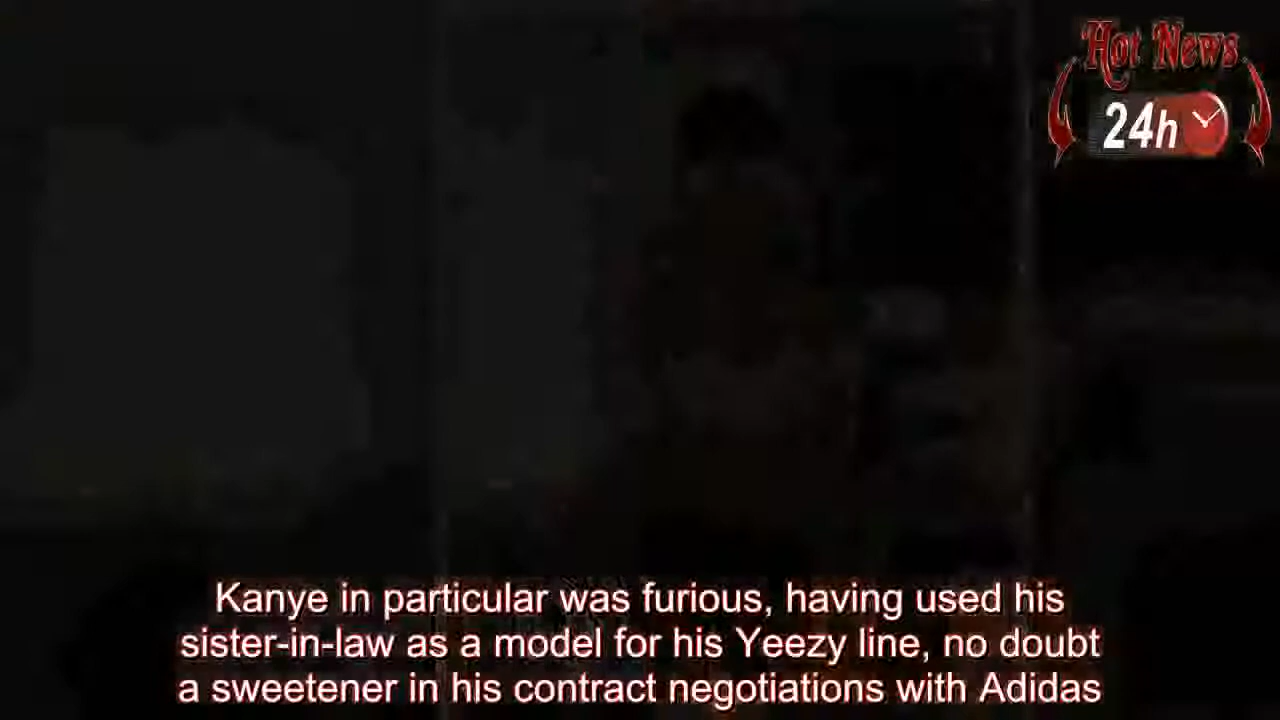 Hot News
24h
Kanye in particular was furious, having used his
sister-in-law as a model for his Yeezy line, no doubt
a sweetener in his contract negotiations with Adidas